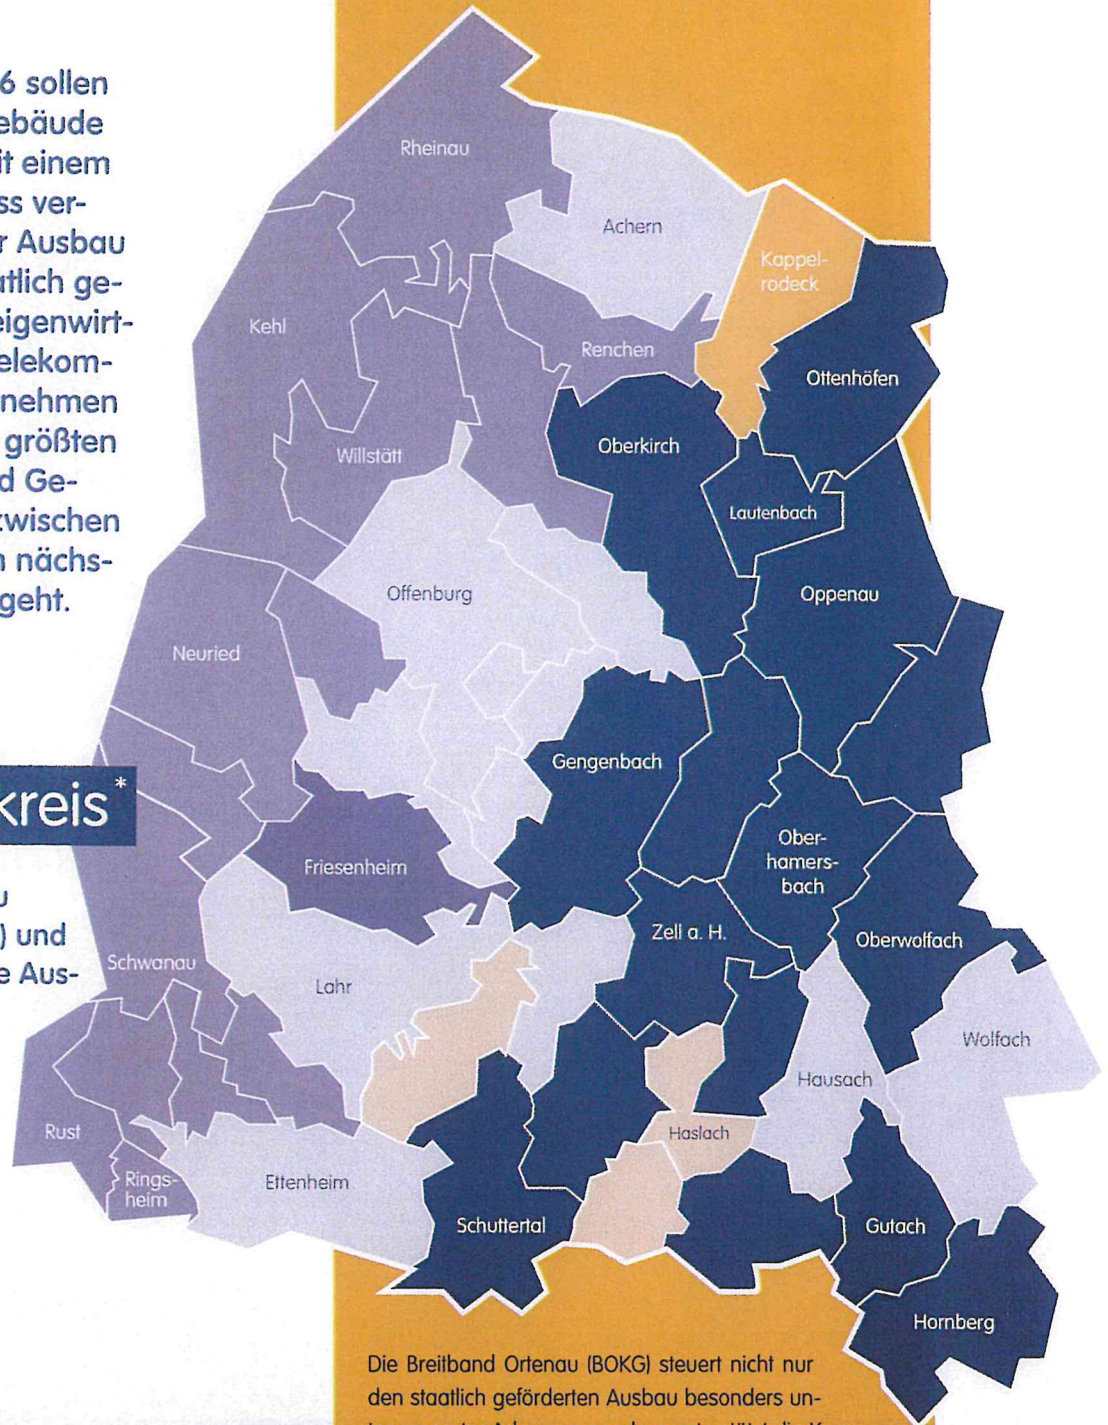 6 sollen
ebäude
it einem
ss ver-
r Ausbau
atlich ge-
eigenwirt-
elekom-
nehmen
größten
d Ge-
zwischen
n nächs-
geht.
kreis*
u
) und
e Aus-
Rheinau
Achern
Kappel-
rodeck
Kehl
Renchen
Ottenhöfen
Oberkirch
Willstätt
Lautenbach
Offenburg
Oppenau
Neuried
Gengenbach
Ober-
hamers-
bach
Friesenheim
Zell a. H.
Oberwolfach
Schwanau
Lahr
Wolfach
Hausach
Rust
Haslach
Rings-
heim
Ettenheim
Schuttertal
Gutach
Hornberg
Die Breitband Ortenau (BOKG) steuert nicht nur
den staatlich geförderten Ausbau besonders un-